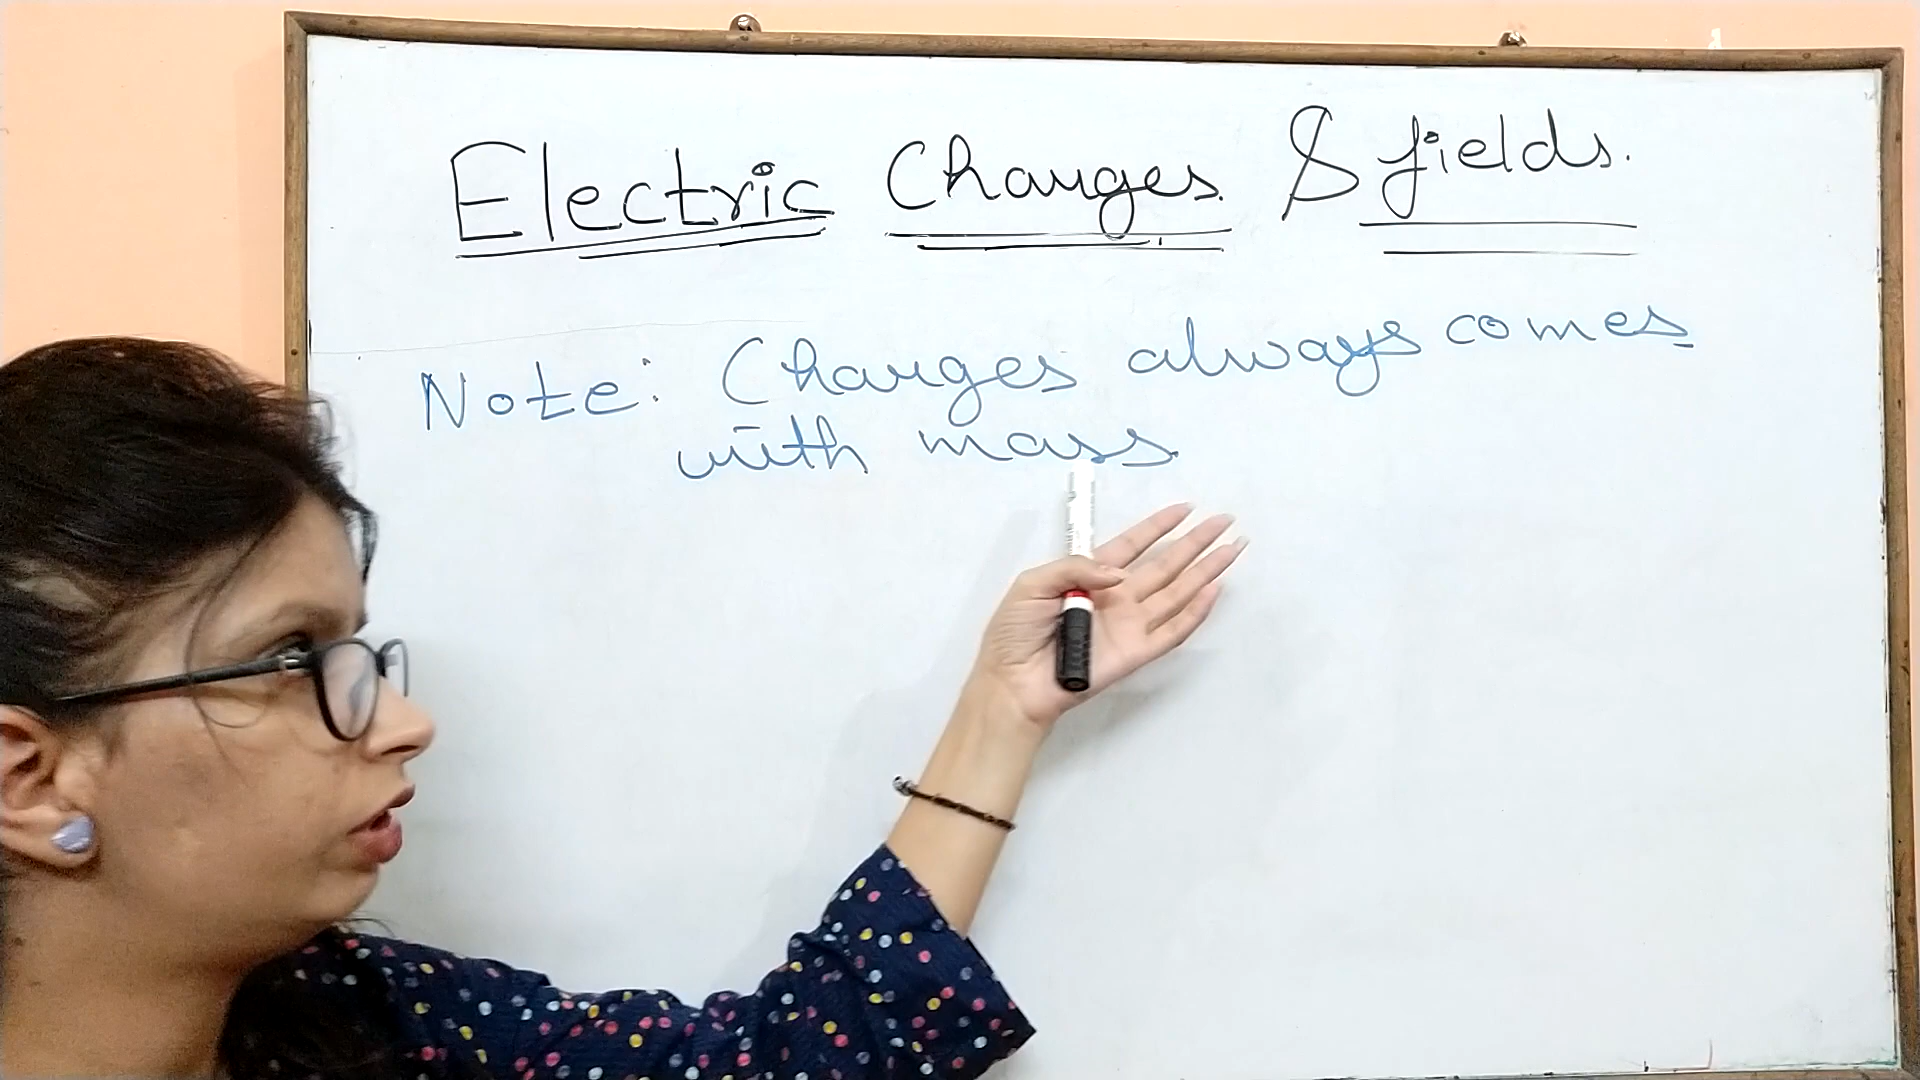 Electric Charges & fields.
Note: Charges always comes
with mass